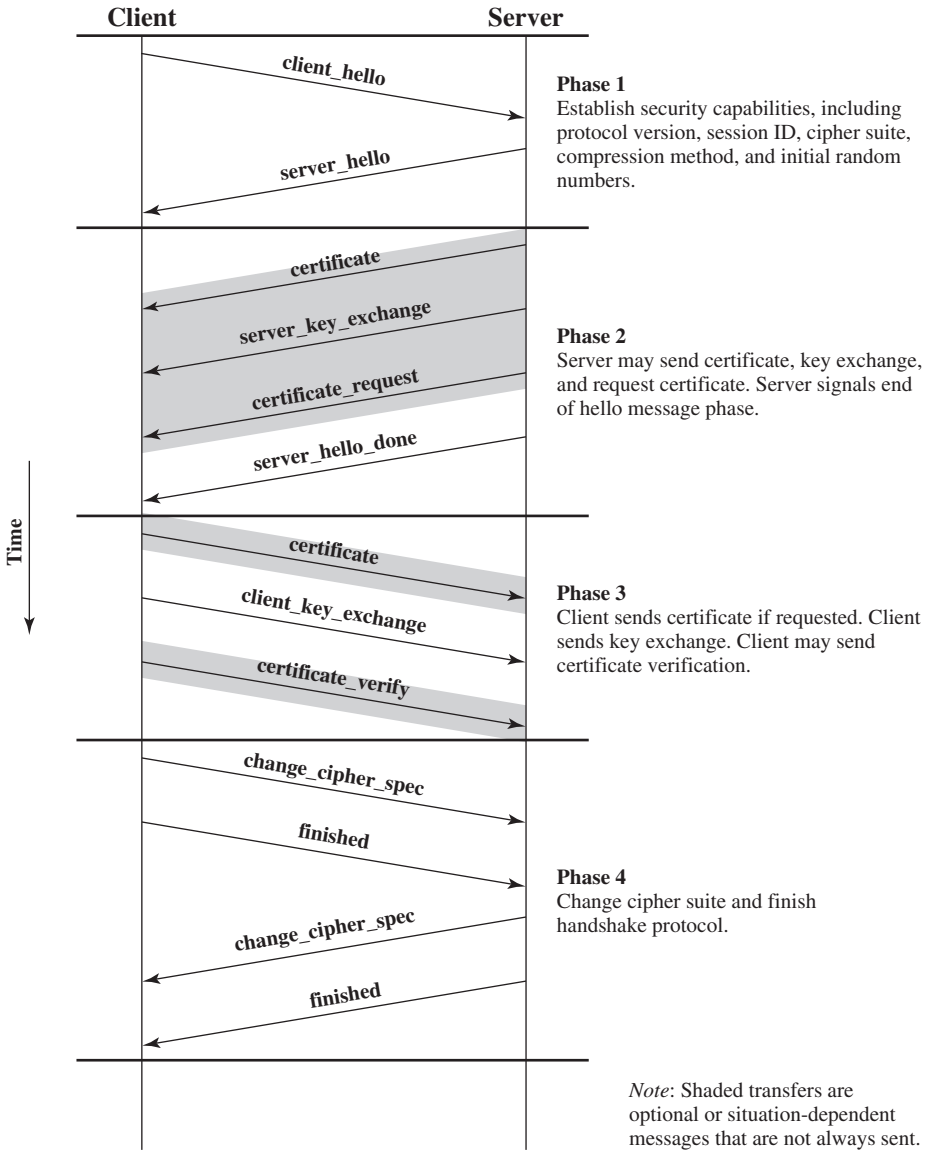 Client
Server
client_hello
server_hello
Phase 1
Establish security capabilities, including
protocol version, session ID, cipher suite,
compression method, and initial random
numbers.
certificate
server_key_exchange
certificate_request
server_hello_done
Phase 2
Server may send certificate, key exchange,
and request certificate. Server signals end
of hello message phase.
Time
certificate
client_key_exchange
certificate_verify
Phase 3
Client sends certificate if requested. Client
sends key exchange. Client may send
certificate verification.
change_cipher_spec
finished
change_cipher_spec
finished
Phase 4
Change cipher suite and finish
handshake protocol.
Note: Shaded transfers are
optional or situation-dependent
messages that are not always sent.